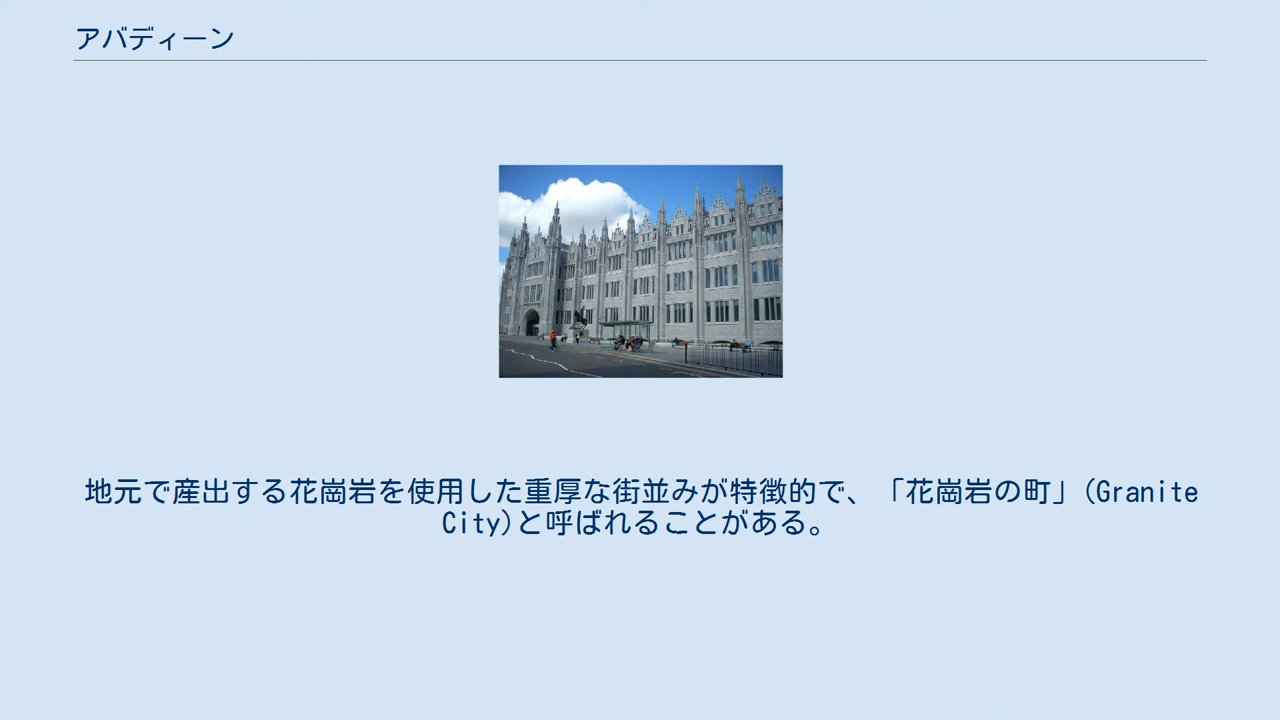 アバディーン
地元で産出する花崗岩を使用した重厚な街並みが特徴的で、「花崗岩の町」(Granite
City)と呼ばれることがある。